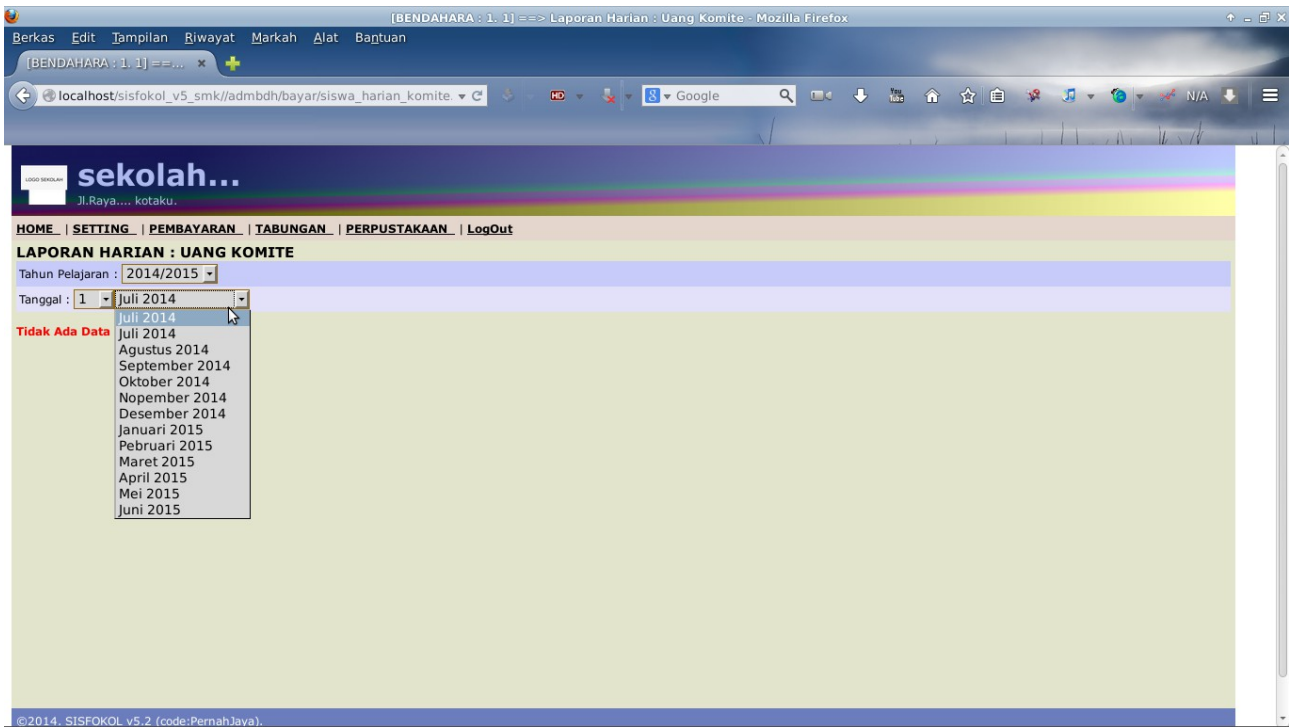 [BENDAHARA : 1. 1] ==> Laporan Harian : Uang Komite - Mozilla Firefox
Berkas Edit Tampilan Riwayat Markah Alat Bantuan
[BENDAHARA : 1. 1] ==...
localhost/sisfokol_v5_smk//admbdh/bayar/siswa_harian_komite. HD Google You Tube N/A
LOGO SEKOLAH
sekolah...
Jl.Raya.... kotaku.
HOME | SETTING | PEMBAYARAN | TABUNGAN | PERPUSTAKAAN | LogOut
LAPORAN HARIAN : UANG KOMITE
Tahun Pelajaran : 2014/2015
Tanggal : 1 Juli 2014
Tidak Ada Data
Juli 2014
Juli 2014
Agustus 2014
September 2014
Oktober 2014
Nopember 2014
Desember 2014
Januari 2015
Pebruari 2015
Maret 2015
April 2015
Mei 2015
Juni 2015
©2014. SISFOKOL v5.2 (code:PernahJaya).